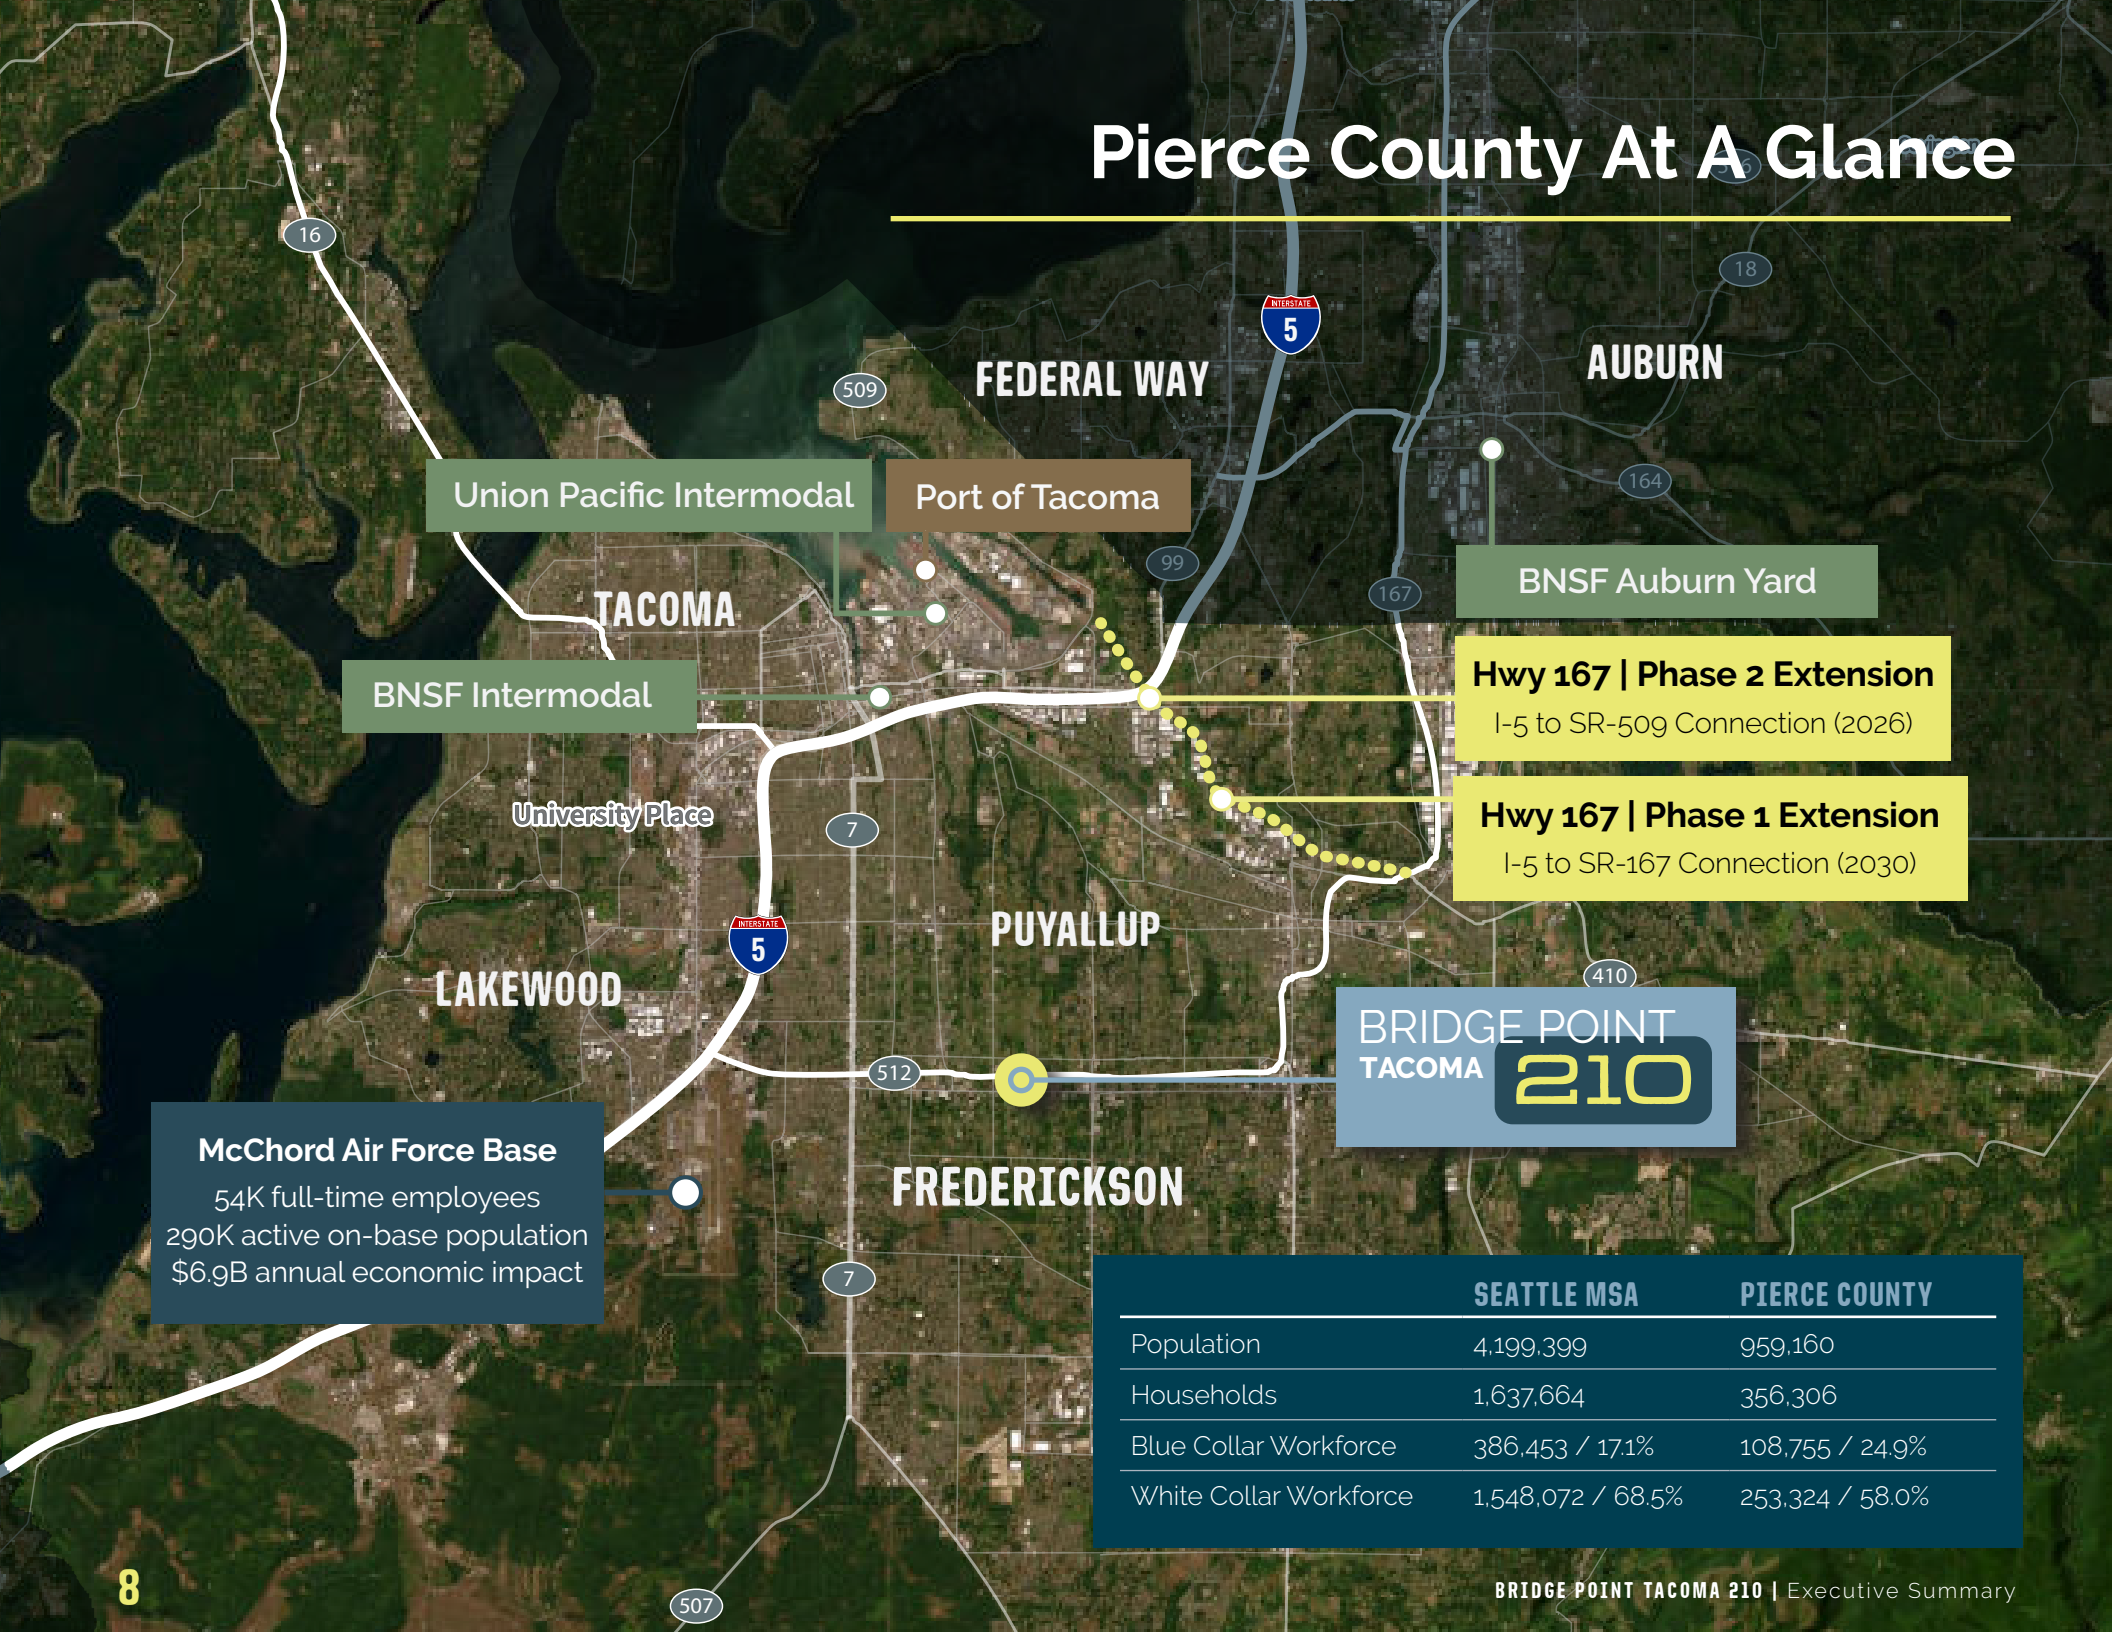 Pierce County At A Glance
16
18
INTERSTATE
5
FEDERAL WAY
AUBURN
509
Union Pacific Intermodal
Port of Tacoma
164
99
167
BNSF Auburn Yard
TACOMA
BNSF Intermodal
Hwy 167 | Phase 2 Extension
I-5 to SR-509 Connection (2026)
Hwy 167 | Phase 1 Extension
I-5 to SR-167 Connection (2030)
University Place
7
INTERSTATE
5
PUYALLUP
LAKEWOOD
410
BRIDGE POINT
TACOMA 210
512
McChord Air Force Base
54K full-time employees
290K active on-base population
$6.9B annual economic impact
FREDERICKSON
7
SEATTLE MSA PIERCE COUNTY
Population 4,199,399 959,160
Households 1,637,664 356,306
Blue Collar Workforce 386,453 / 17.1% 108,755 / 24.9%
White Collar Workforce 1,548,072 / 68.5% 253,324 / 58.0%
507
8
BRIDGE POINT TACOMA 210 | Executive Summary